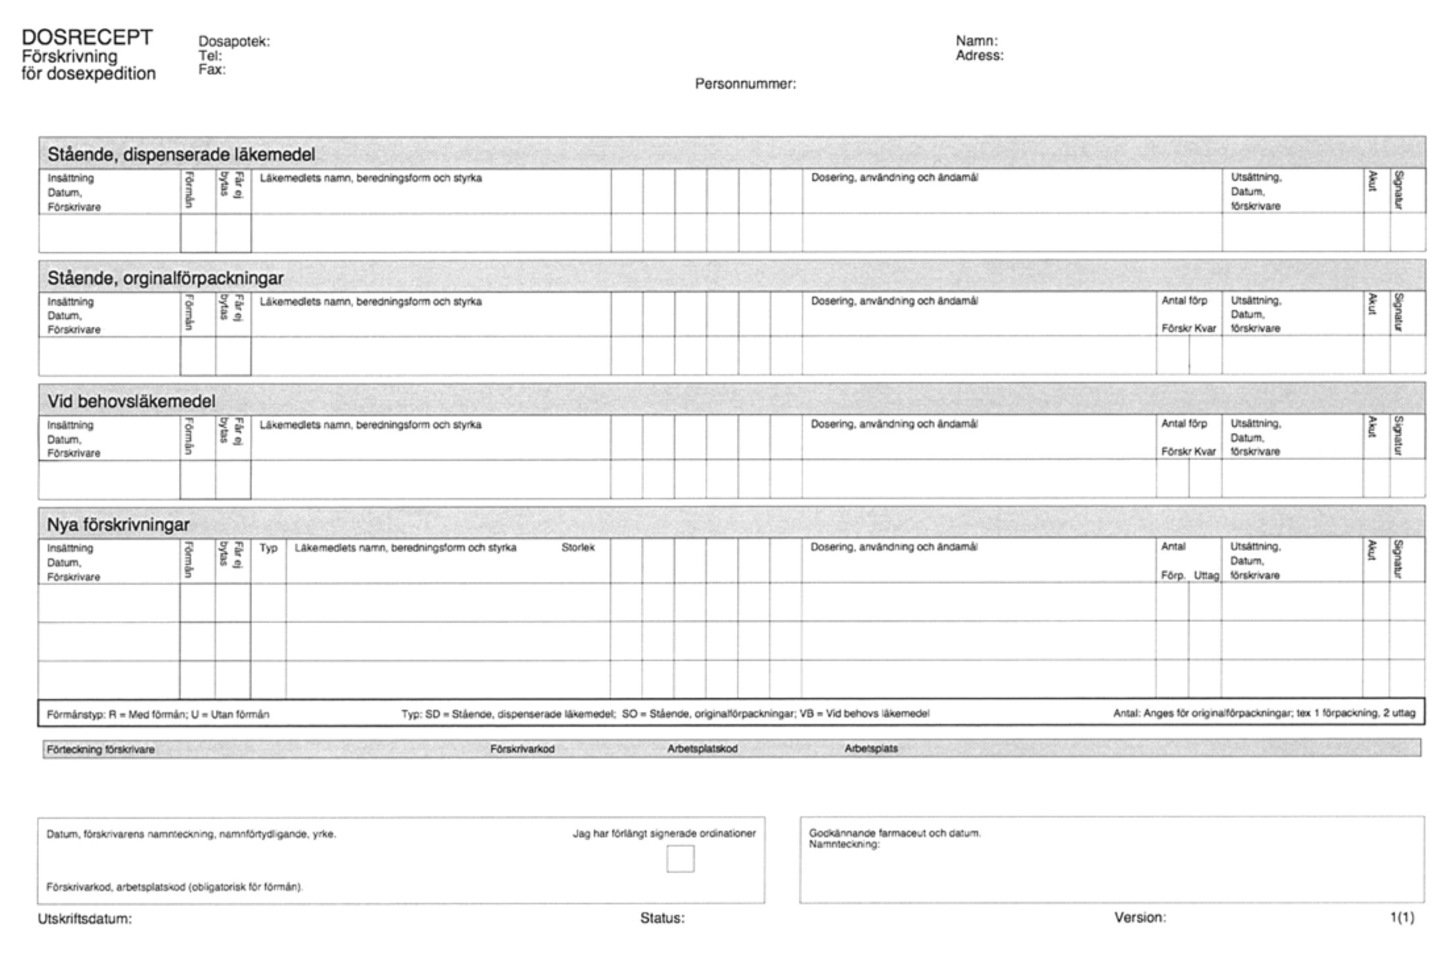 DOSRECEPT
Förskrivning
för dosexpedition
Dosapotek:
Tel:
Fax:
Personnummer:
Namn:
Adress:
Stående, dispenserade läkemedel
Insättning
Datum,
Förskrivare
Förmån
Får ej
bytas
Läkemedlets namn, beredningsform och styrka
Dosering, användning och ändamål
Utsättning,
Datum,
förskrivare
Akut
Signatur
Stående, orginalförpackningar
Insättning
Datum,
Förskrivare
Förmån
Får ej
bytas
Läkemedlets namn, beredningsform och styrka
Dosering, användning och ändamål
Antal förp
Förskr Kvar
Utsättning,
Datum,
förskrivare
Akut
Signatur
Vid behovsläkemedel
Insättning
Datum,
Förskrivare
Förmån
Får ej
bytas
Läkemedlets namn, beredningsform och styrka
Dosering, användning och ändamål
Antal förp
Förskr Kvar
Utsättning,
Datum,
förskrivare
Akut
Signatur
Nya förskrivningar
Insättning
Datum,
Förskrivare
Förmån
Får ej
bytas
Typ
Läkemedlets namn, beredningsform och styrka
Storlek
Dosering, användning och ändamål
Antal
Förp. Uttag
Utsättning,
Datum,
förskrivare
Akut
Signatur
Förmånstyp: R = Med förmån; U = Utan förmån
Typ: SD = Stående, dispenserade läkemedel; SO = Stående, originalförpackningar; VB = Vid behovs läkemedel
Antal: Anges för originalförpackningar; tex 1 förpackning, 2 uttag
Förteckning förskrivare
Förskrivarkod
Arbetsplatskod
Arbetsplats
Datum, förskrivarens namnteckning, namnförtydligande, yrke.
Jag har förlängt signerade ordinationer
Förskrivarkod, arbetsplatskod (obligatorisk för förmån).
Godkännande farmaceut och datum.
Namnteckning:
Utskriftsdatum:
Status:
Version:
1(1)